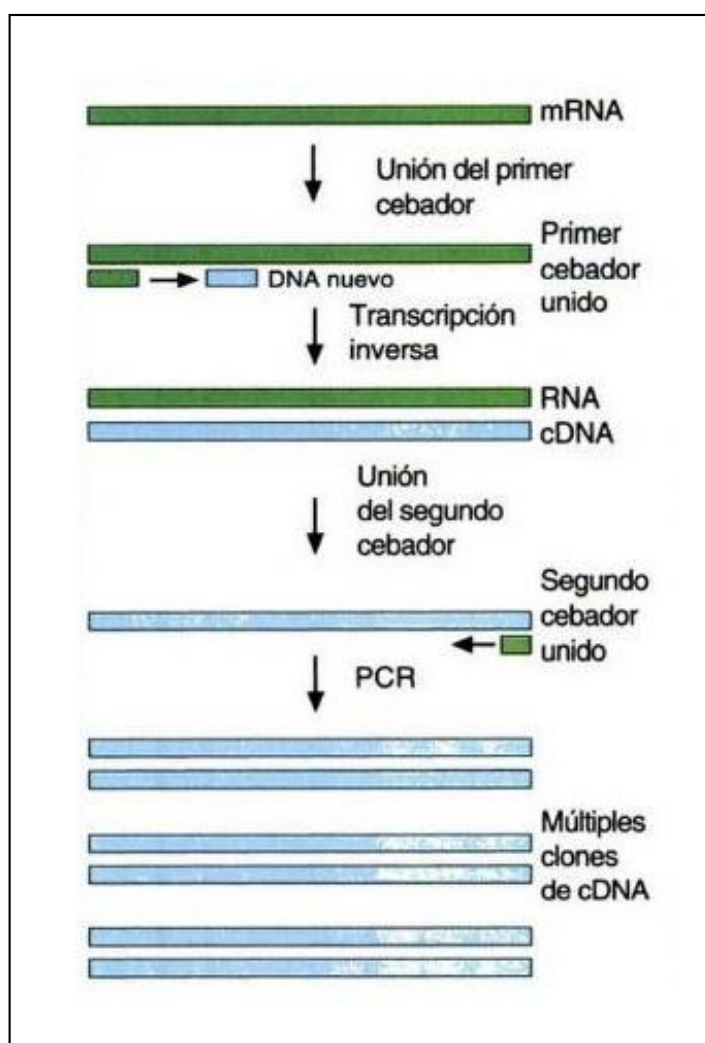 mRNA
Unión del primer
cebador
Primer
cebador
unido
DNA nuevo
Transcripción
inversa
RNA
cDNA
Unión
del segundo
cebador
Segundo
cebador
unido
PCR
Múltiples
clones
de cDNA